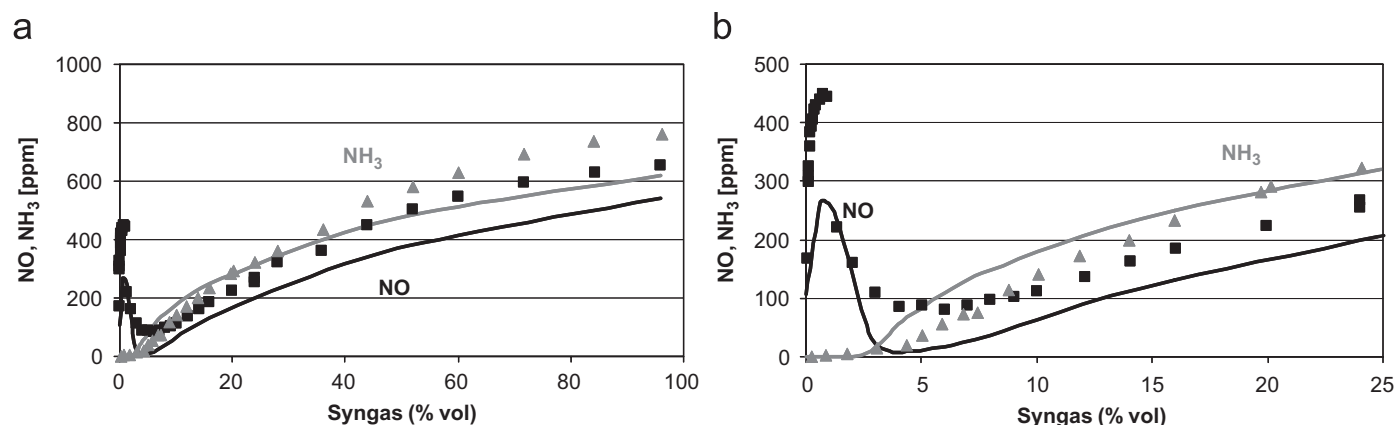 a
NO, NH3 [ppm]
1000
800
600
400
200
0
NH3
NO
0 20 40 60 80 100
Syngas (% vol)
b
NO, NH3 [ppm]
500
400
300
200
100
0
NH3
NO
0 5 10 15 20 25
Syngas (% vol)